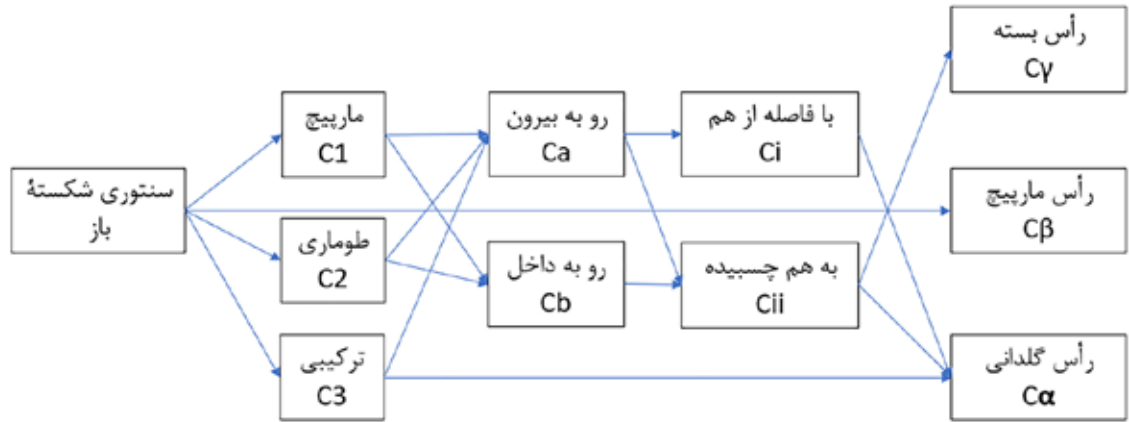 سنتوری شکستهٔ
باز
مارپیچ
C1
طوماری
C2
ترکیبی
C3
رو به بیرون
Ca
رو به داخل
Cb
با فاصله از هم
Ci
به هم چسبیده
Cii
رأس بسته
Cγ
رأس مارپیچ
Cβ
رأس گلدانی
Cα